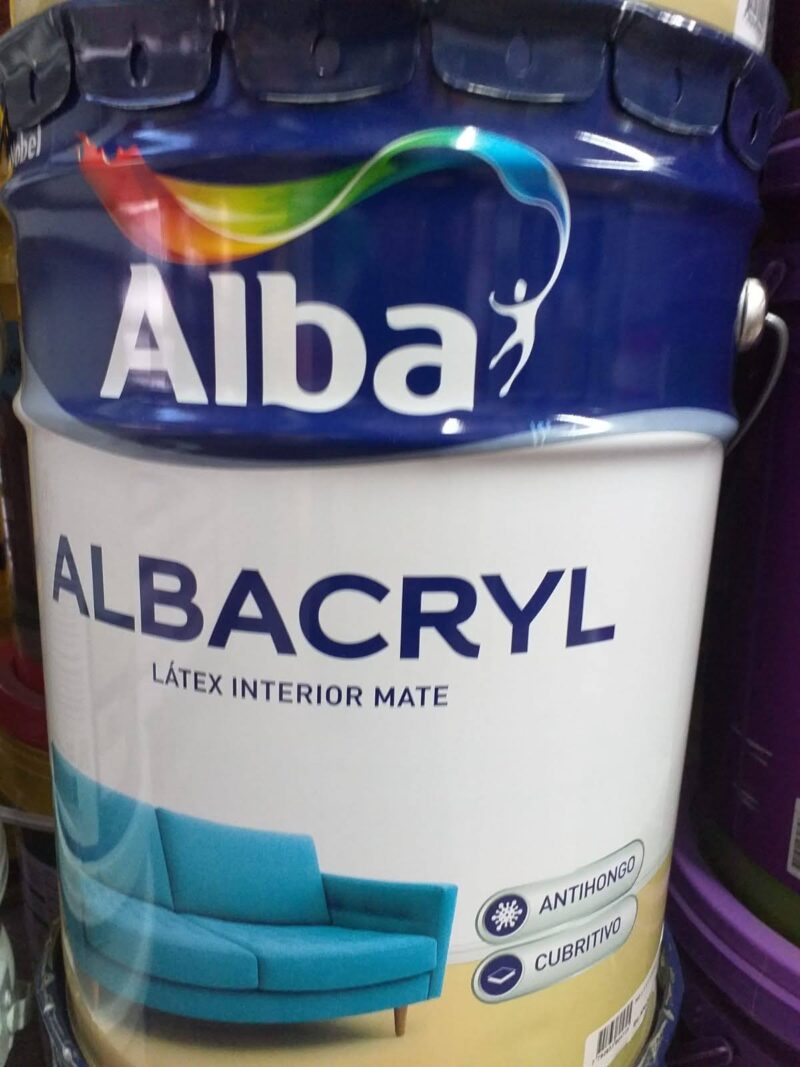 Alba
ALBACRYL
LÁTEX INTERIOR MATE
ANTIHONGO
CUBRITIVO